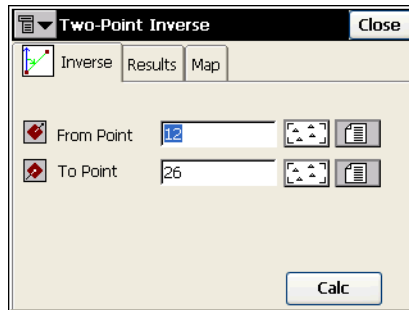 Two-Point Inverse Close
Inverse Results Map
From Point 12
To Point 26
Calc